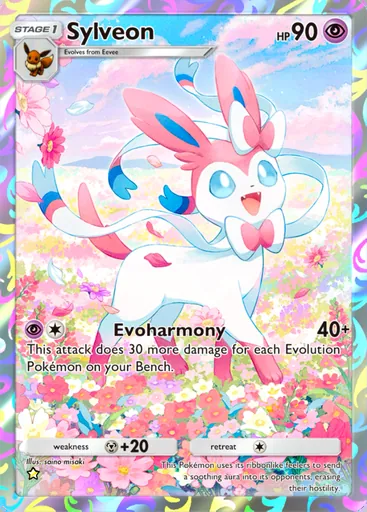 STAGE 1
Sylveon
HP 90
Evolves from Eevee
Evoharmony 40+
This attack does 30 more damage for each Evolution
Pokémon on your Bench.
weakness +20
retreat
Illus. saino misaki
This Pokémon uses its ribbonlike feelers to send
a soothing aura into its opponents, erasing
their hostility.